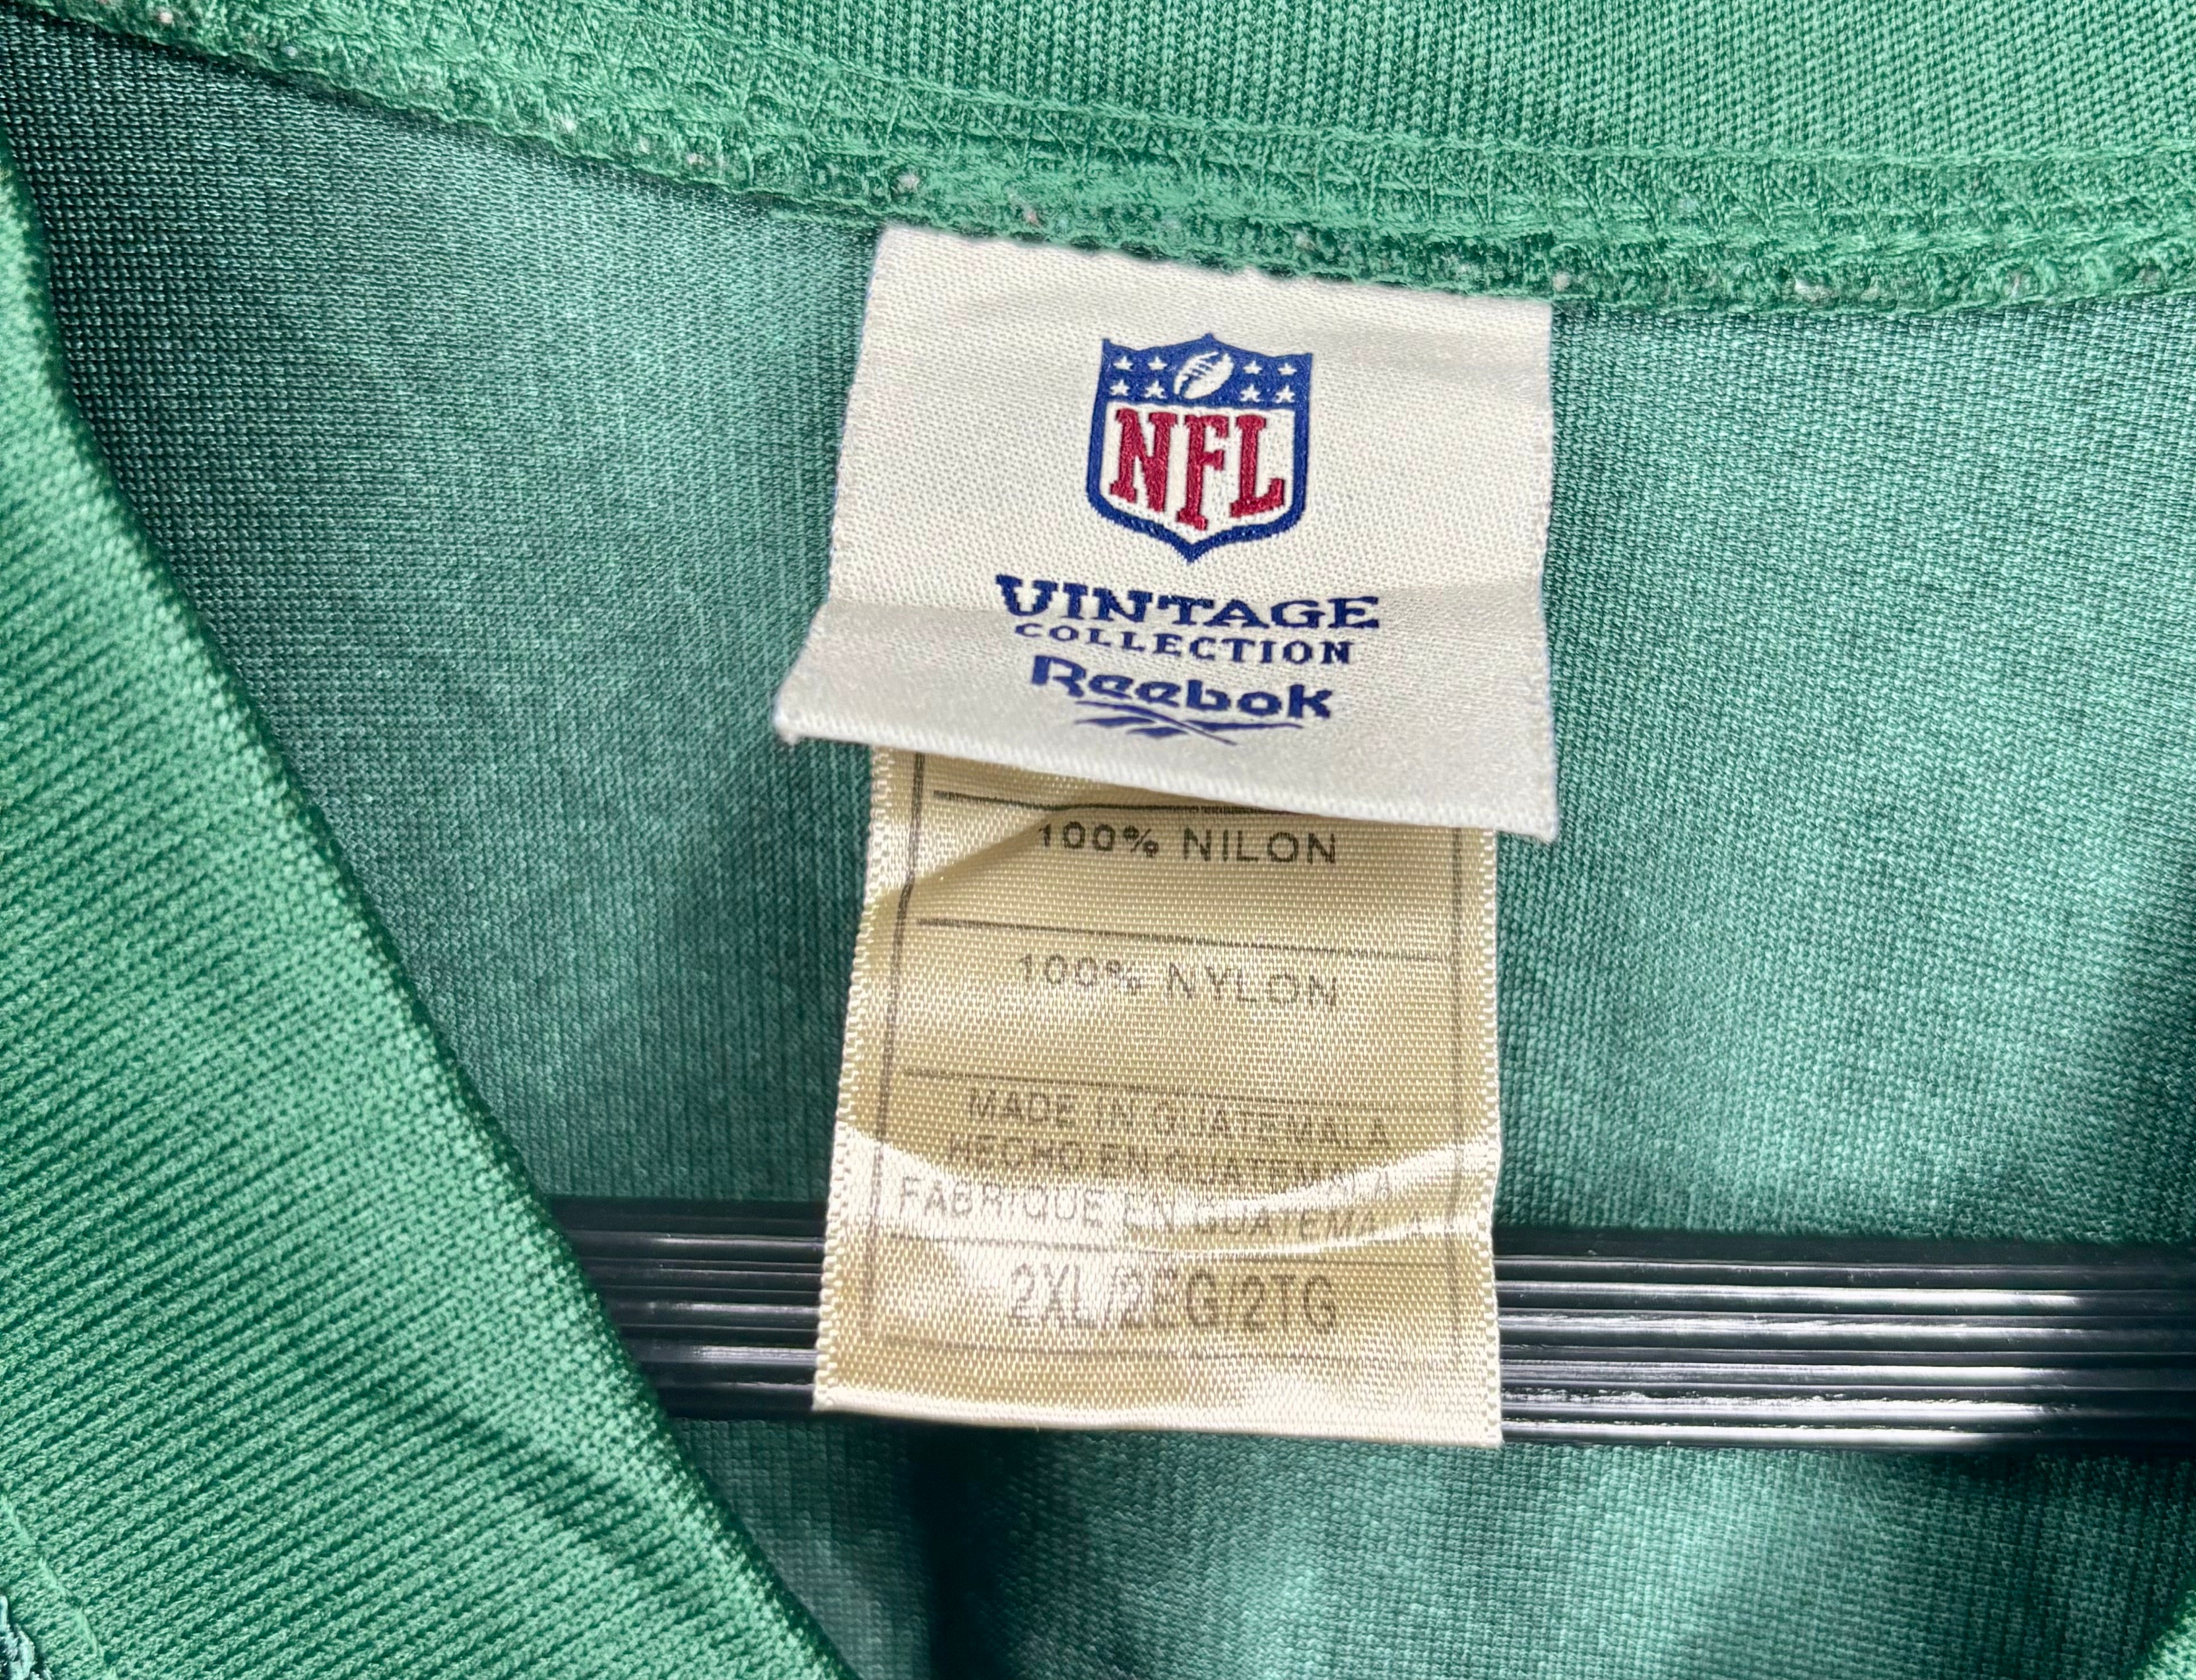 NFL
VINTAGE
COLLECTION
Reebok
100% NILON
100% NYLON
MADE IN GUATEMALA
HECHO EN GUATEMALA
FABRIQUE EN GUATEMALA
2XL/2EG/2TG